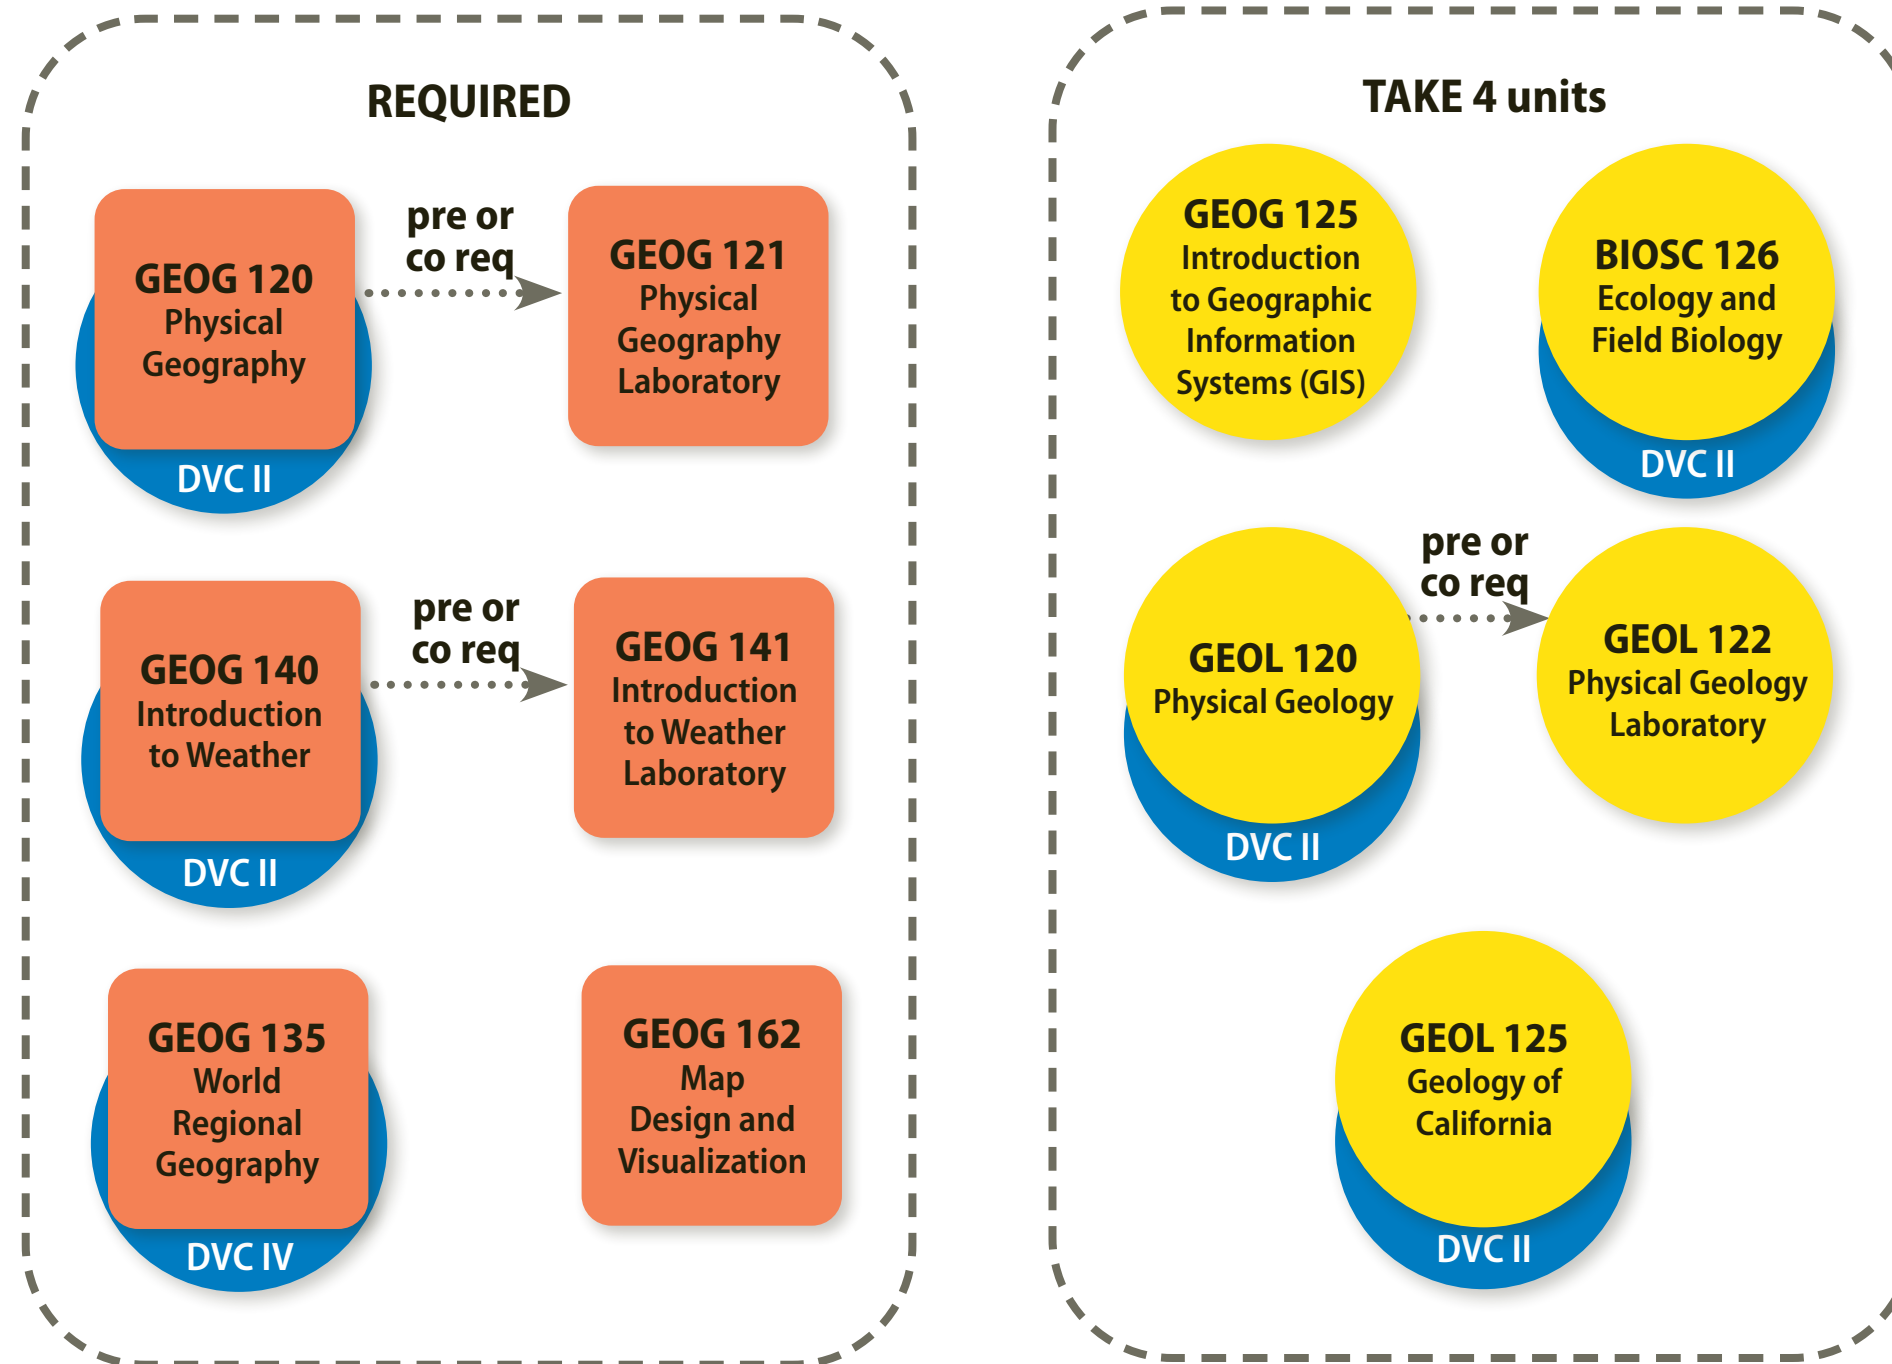 REQUIRED
GEOG 120
Physical
Geography
DVC II
pre or
co req
GEOG 121
Physical
Geography
Laboratory
GEOG 140
Introduction
to Weather
DVC II
pre or
co req
GEOG 141
Introduction
to Weather
Laboratory
GEOG 135
World
Regional
Geography
DVC IV
GEOG 162
Map
Design and
Visualization
TAKE 4 units
GEOG 125
Introduction
to Geographic
Information
Systems (GIS)
BIOSC 126
Ecology and
Field Biology
DVC II
GEOL 120
Physical Geology
DVC II
pre or
co req
GEOL 122
Physical Geology
Laboratory
GEOL 125
Geology of
California
DVC II